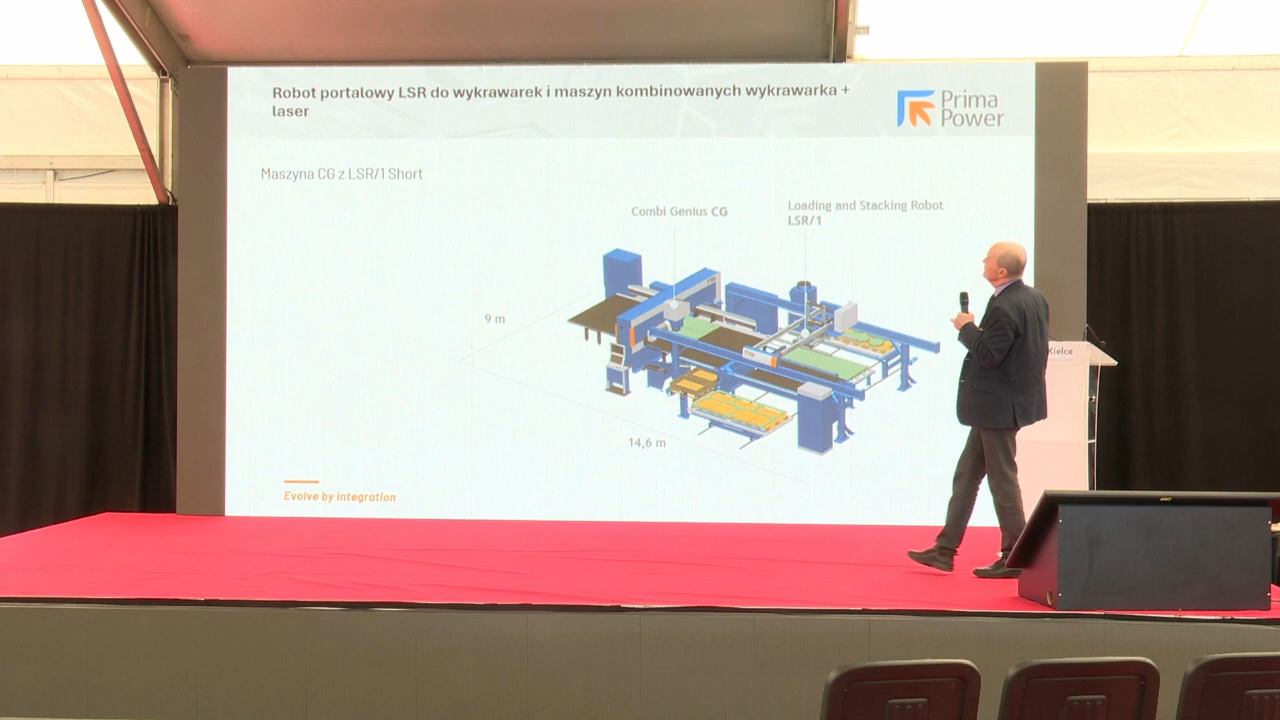 Robot portalowy LSR do wykrawarek i maszyn kombinowanych wykrawarka +
laser
Prima
Power
Maszyna CG z LSR/1 Short
Combi Genius CG
Loading and Stacking Robot
LSR/1
9 m
14,6 m
Evolve by integration
Kielce